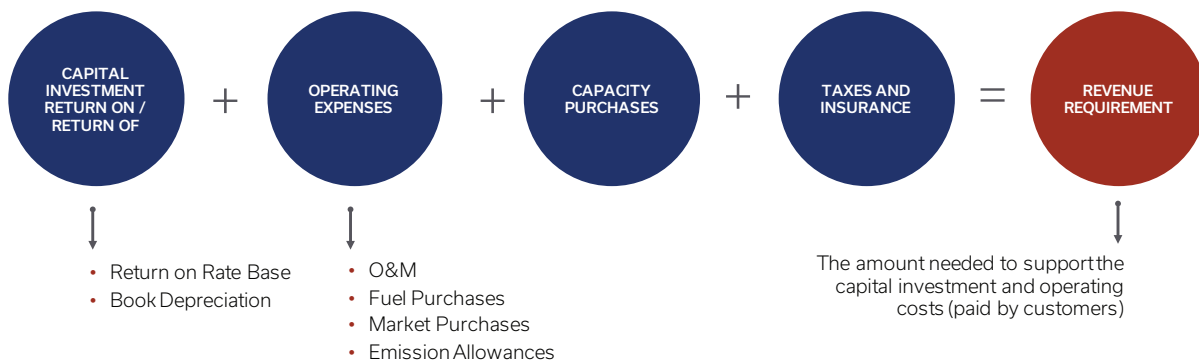 CAPITAL
INVESTMENT
RETURN ON /
RETURN OF
+
OPERATING
EXPENSES
+
CAPACITY
PURCHASES
+
TAXES AND
INSURANCE
=
REVENUE
REQUIREMENT
• Return on Rate Base
• Book Depreciation
• O&M
• Fuel Purchases
• Market Purchases
• Emission Allowances
The amount needed to support the
capital investment and operating
costs (paid by customers)